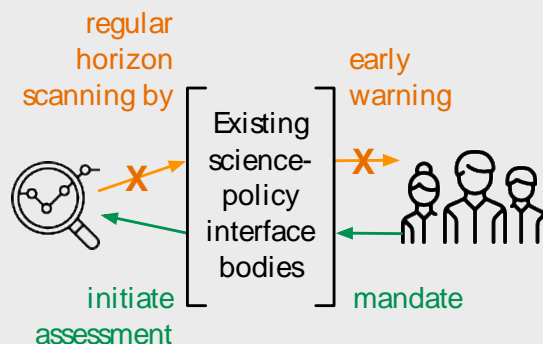 regular
horizon
scanning by
early
warning
Existing
science-
policy
interface
bodies
X
X
initiate
assessment
mandate